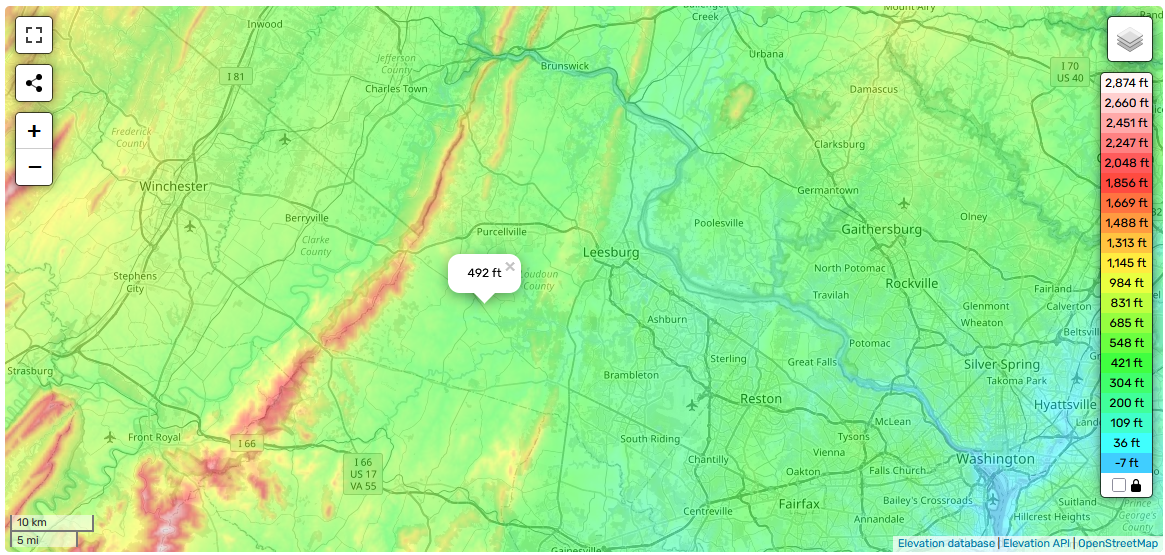 Inwood
Creek
Mount Airy
I 81
Jefferson
County
Charles Town
Brunswick
Urbana
I 70
US 40
Damascus
Frederick
County
Clarksburg
Winchester
Germantown
Berryville
Clarke
County
Purcellville
Poolesville
Olney
Gaithersburg
Leesburg
Stephens
City
492 ft
×
Loudoun
County
North Potomac
Rockville
Travilah
Fairland
Glenmont
Calverton
Ashburn
Wheaton
Beltsvi
Strasburg
Sterling
Great Falls
Potomac
Silver Spring
Brambleton
Takoma Park
Reston
Hyattsville
Land
Front Royal
I 66
South Riding
McLean
Tysons
Vienna
Washington
I 66
US 17
VA 55
Chantilly
Oakton
Falls Church
Fairfax
Bailey's Crossroads
Suitland
Centreville
Annandale
Hillcrest Heights
Prince
George's
County
Gainesville
+
−
2,874 ft
2,660 ft
2,451 ft
2,247 ft
2,048 ft
1,856 ft
1,669 ft
1,488 ft
1,313 ft
1,145 ft
984 ft
831 ft
685 ft
548 ft
421 ft
304 ft
200 ft
109 ft
36 ft
-7 ft
10 km
5 mi
Elevation database | Elevation API | OpenStreetMap